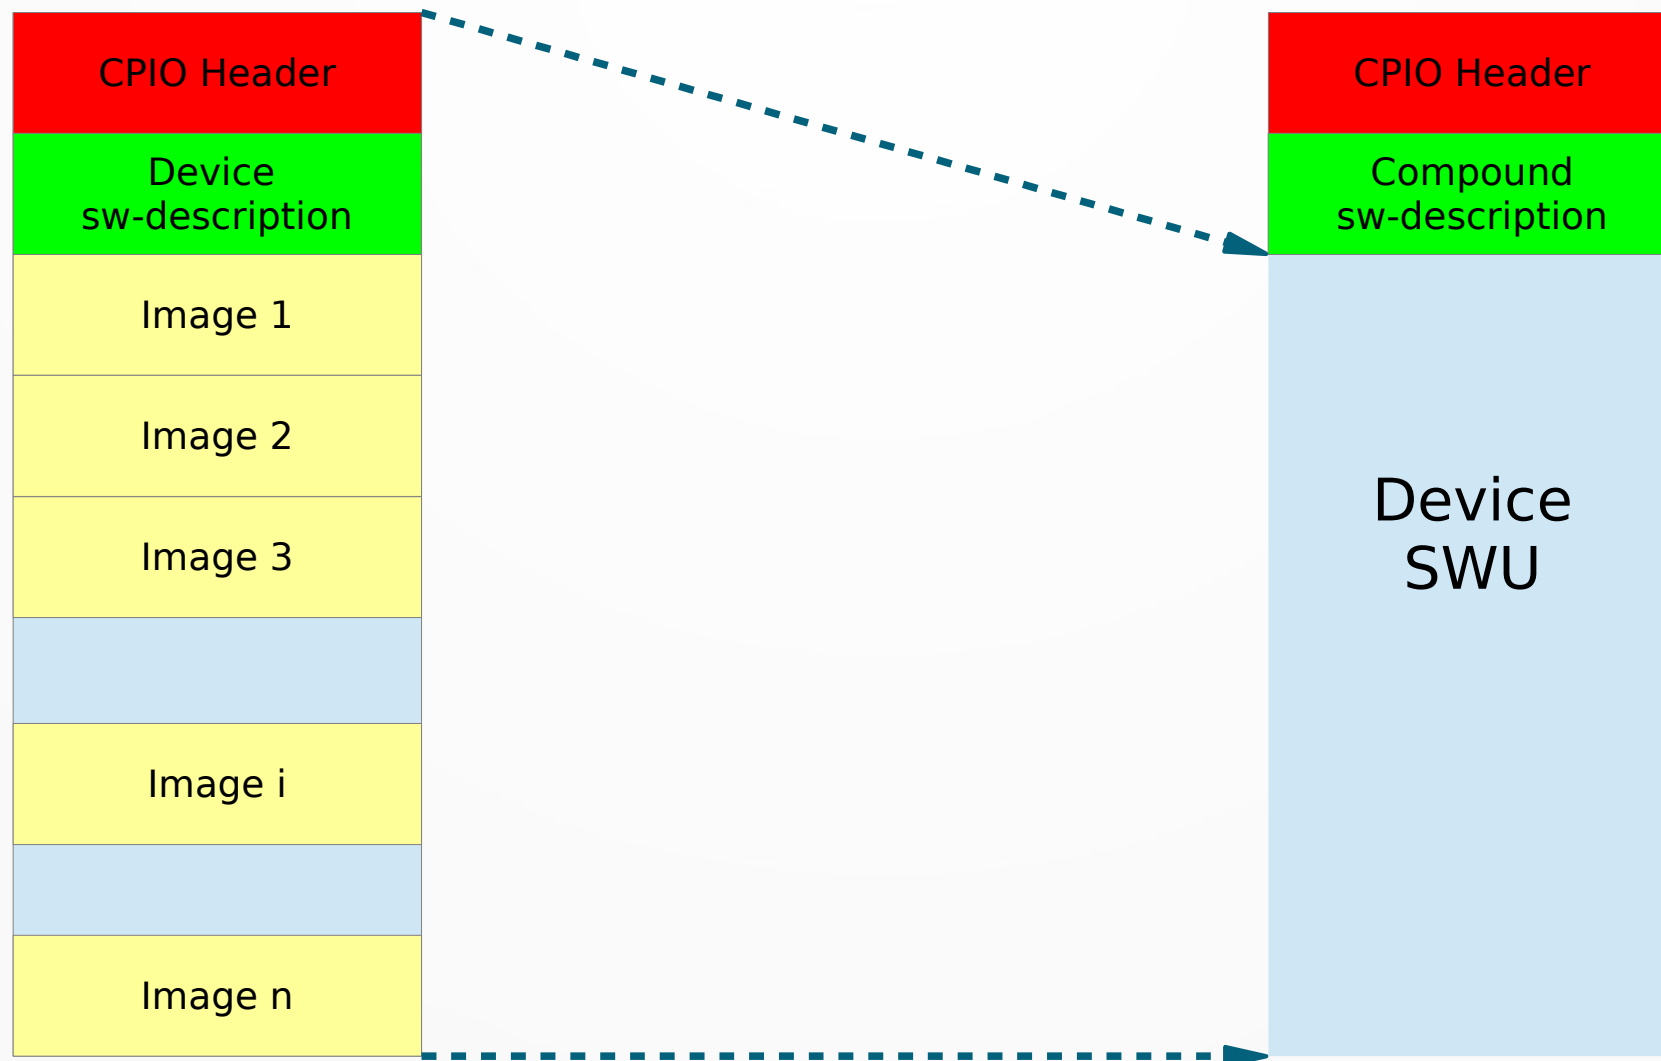 CPIO Header
Device
sw-description
Image 1
Image 2
Image 3
Image i
Image n
CPIO Header
Compound
sw-description
Device
SWU